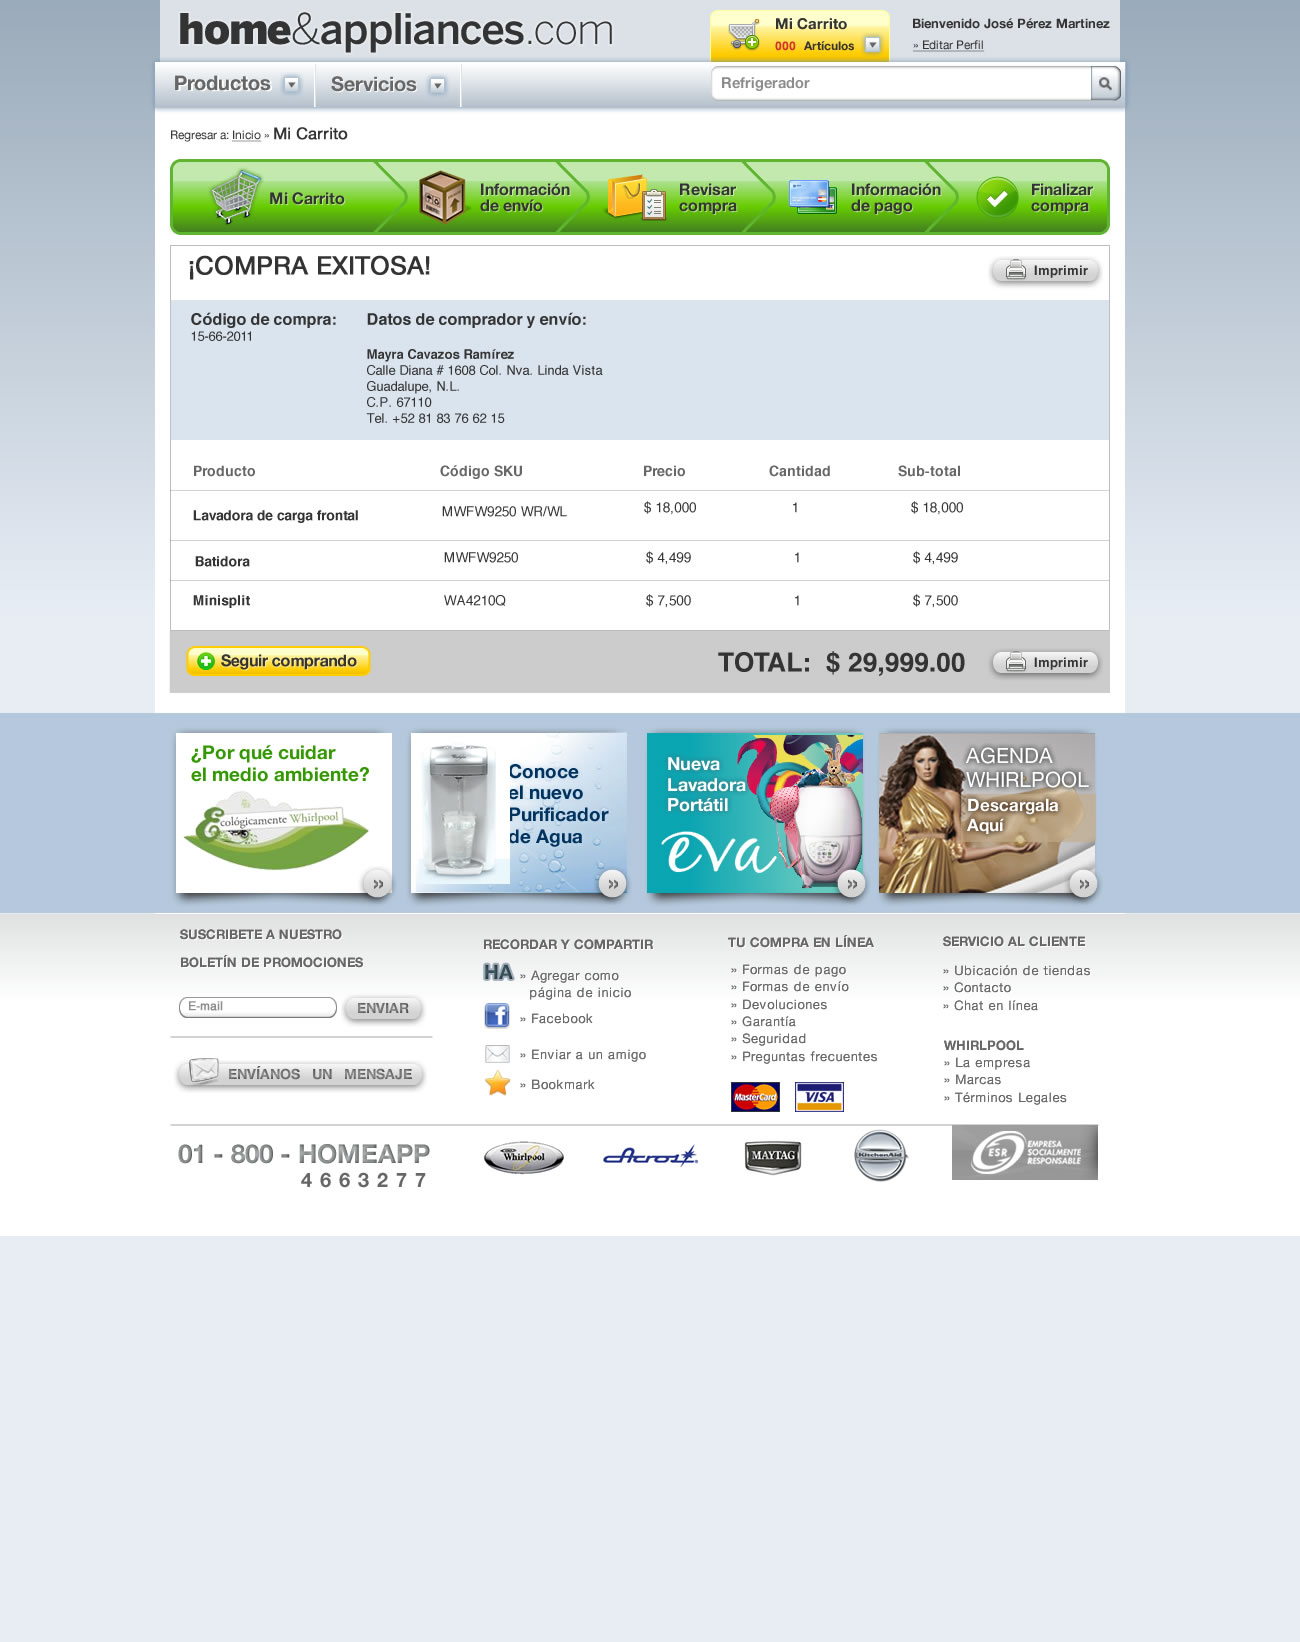 home&appliances.com
Mi Carrito
000 Artículos
Bienvenido José Pérez Martinez
» Editar Perfil
Productos
Servicios
Refrigerador
Regresar a: Inicio » Mi Carrito
Mi Carrito
Información
de envío
Revisar
compra
Información
de pago
Finalizar
compra
¡COMPRA EXITOSA!
Imprimir
Código de compra:
15-66-2011
Datos de comprador y envío:
Mayra Cavazos Ramírez
Calle Diana # 1608 Col. Nva. Linda Vista
Guadalupe, N.L.
C.P. 67110
Tel. +52 81 83 76 62 15
Producto Código SKU Precio Cantidad Sub-total
Lavadora de carga frontal MWFW9250 WR/WL $ 18,000 1 $ 18,000
Batidora MWFW9250 $ 4,499 1 $ 4,499
Minisplit WA4210Q $ 7,500 1 $ 7,500
Seguir comprando
TOTAL: $ 29,999.00
Imprimir
¿Por qué cuidar
el medio ambiente?
Ecológicamente Whirlpool
»
Conoce
el nuevo
Purificador
de Agua
»
Nueva
Lavadora
Portátil
eva
»
AGENDA
WHIRLPOOL
Descargala
Aquí
»
SUSCRIBETE A NUESTRO
BOLETÍN DE PROMOCIONES
E-mail
ENVIAR
ENVÍANOS UN MENSAJE
RECORDAR Y COMPARTIR
HA » Agregar como
página de inicio
» Facebook
» Enviar a un amigo
» Bookmark
TU COMPRA EN LÍNEA
» Formas de pago
» Formas de envío
» Devoluciones
» Garantía
» Seguridad
» Preguntas frecuentes
MasterCard
VISA
SERVICIO AL CLIENTE
» Ubicación de tiendas
» Contacto
» Chat en línea
WHIRLPOOL
» La empresa
» Marcas
» Términos Legales
01 - 800 - HOMEAPP
4663277
Whirlpool
Acros
MAYTAG
KitchenAid
ESR
EMPRESA
SOCIALMENTE
RESPONSABLE